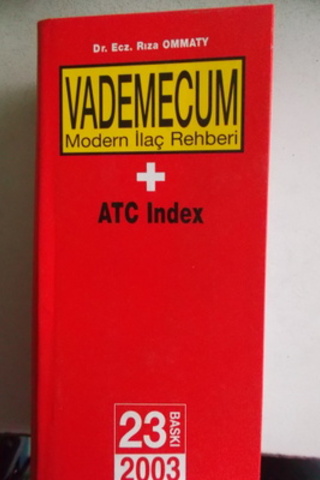 Dr. Ecz. Rıza OMMATY
VADEMECUM
Modern İlaç Rehberi
+
ATC Index
23 BASKI
2003